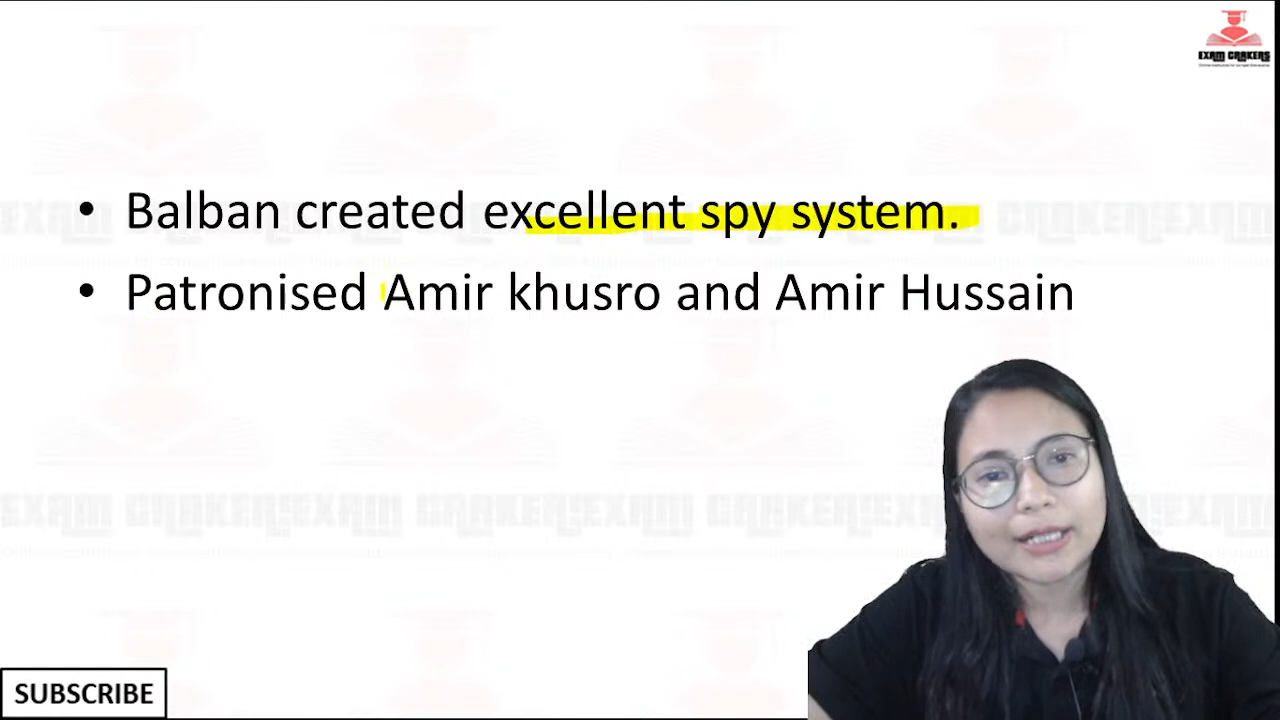 EXAM CRAKERS
• Balban created excellent spy system.
• Patronised Amir khusro and Amir Hussain
SUBSCRIBE